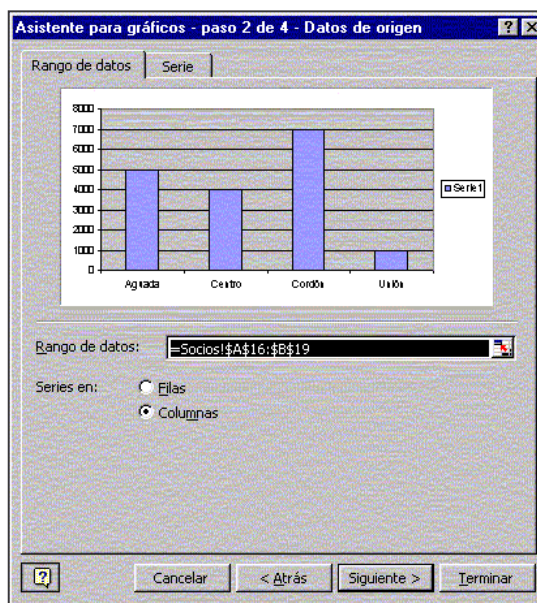 Asistente para gráficos - paso 2 de 4 - Datos de origen
Rango de datos Serie
8000
7000
6000
5000
4000
3000
2000
1000
0
Aguada Centro Cordón Unión
Serie1
Rango de datos: =Socios!$A$16:$B$19
Series en: Filas
Columnas
Cancelar < Atrás Siguiente > Terminar